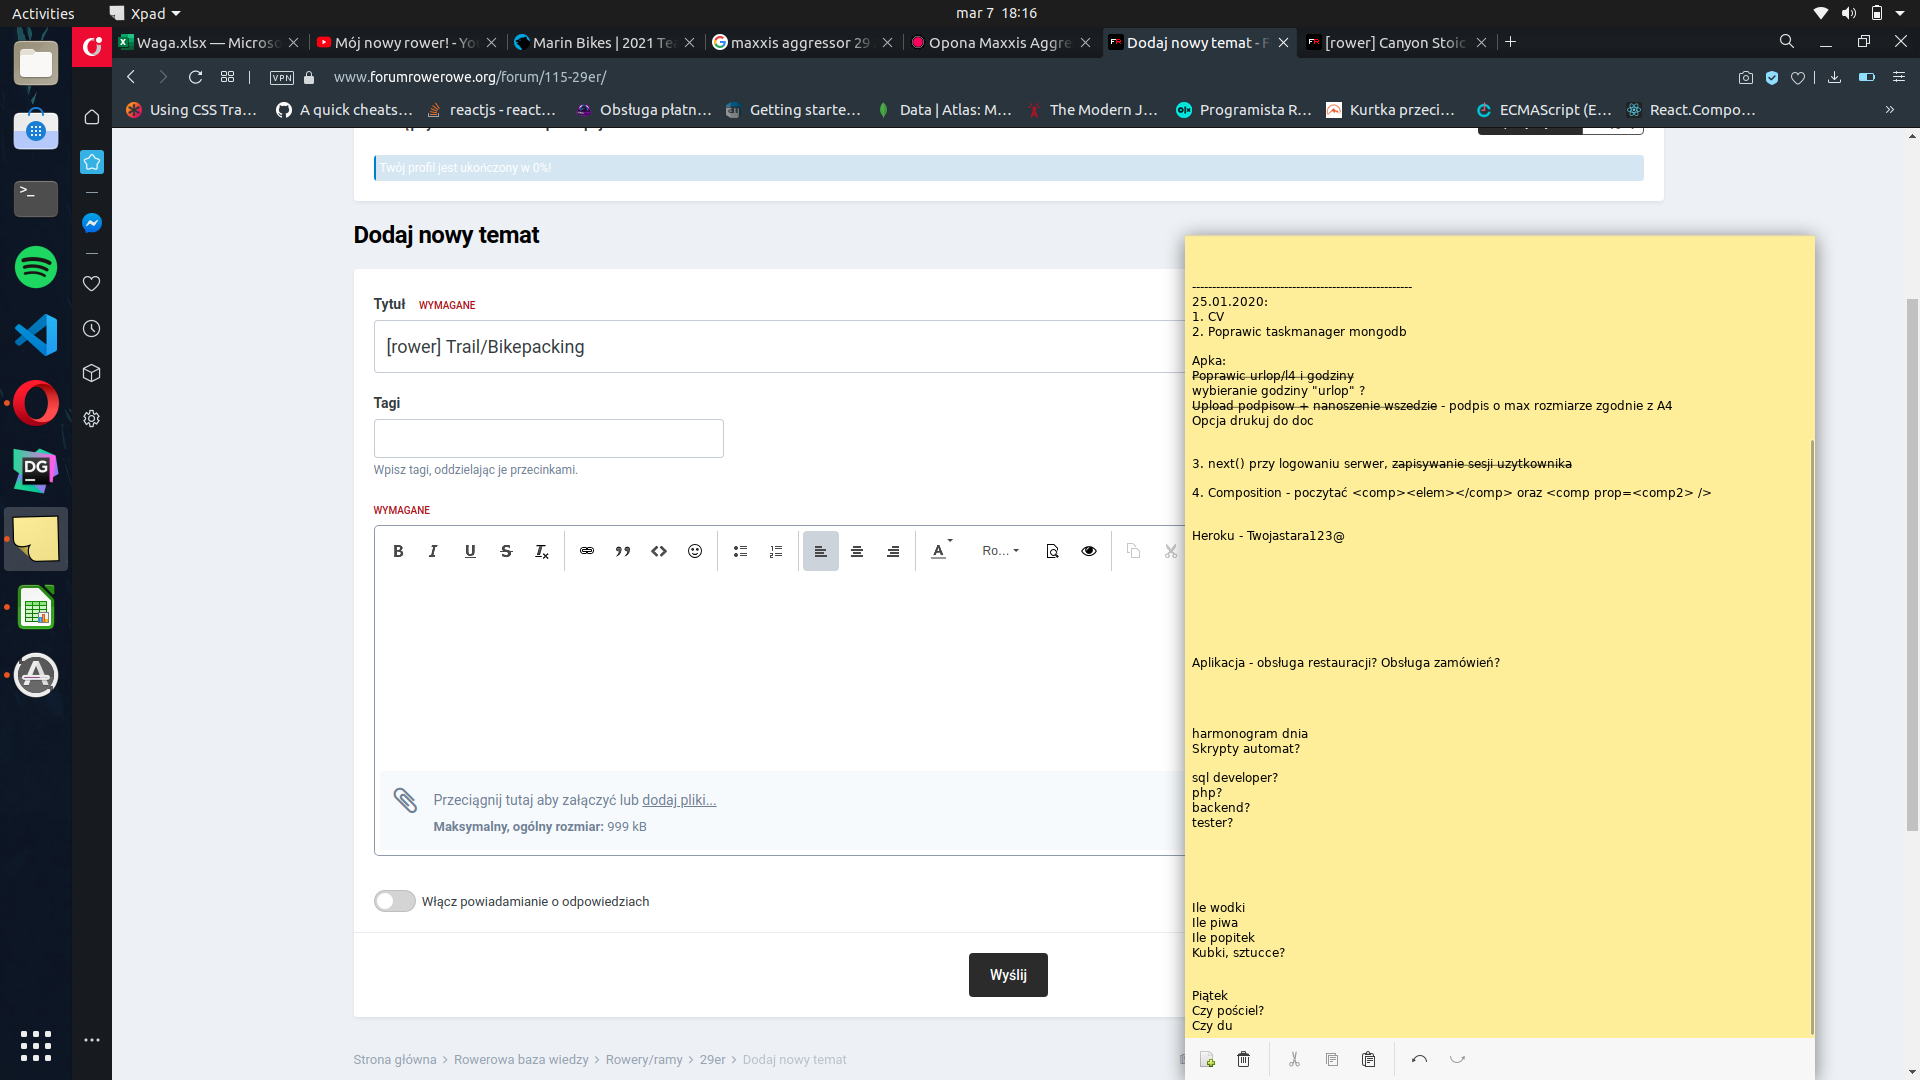 Activities
Xpad
mar 7 18:16
Waga.xlsx — Microso
Mój nowy rower! - You
Marin Bikes | 2021 Tea
maxxis aggressor 29
Opona Maxxis Aggre
Dodaj nowy temat - F
[rower] Canyon Stoic
VPN
www.forumrowerowe.org/forum/115-29er/
Using CSS Tra...
A quick cheats...
reactjs - react...
Obsługa płatn...
Getting starte...
Data | Atlas: M...
The Modern J...
Programista R...
Kurtka przeci...
ECMAScript (E...
React.Compo...
Twój profil jest ukończony w 0%!
Dodaj nowy temat
Tytuł WYMAGANE
[rower] Trail/Bikepacking
Tagi
Wpisz tagi, oddzielając je przecinkami.
WYMAGANE
Ro...
Przeciągnij tutaj aby załączyć lub dodaj pliki...
Maksymalny, ogólny rozmiar: 999 kB
Włącz powiadamianie o odpowiedziach
Wyślij
Strona główna > Rowerowa baza wiedzy > Rowery/ramy > 29er > Dodaj nowy temat
-------------------------------------------------------
25.01.2020:
1. CV
2. Poprawic taskmanager mongodb
Apka:
Poprawic urlop/l4 i godziny
wybieranie godziny "urlop" ?
Upload podpisow + nanoszenie wszedzie - podpis o max rozmiarze zgodnie z A4
Opcja drukuj do doc
3. next() przy logowaniu serwer, zapisywanie sesji uzytkownika
4. Composition - poczytać <comp><elem></comp> oraz <comp prop=<comp2> />
Heroku - Twojastara123@
Aplikacja - obsługa restauracji? Obsługa zamówień?
harmonogram dnia
Skrypty automat?
sql developer?
php?
backend?
tester?
Ile wodki
Ile piwa
Ile popitek
Kubki, sztucce?
Piątek
Czy pościel?
Czy du